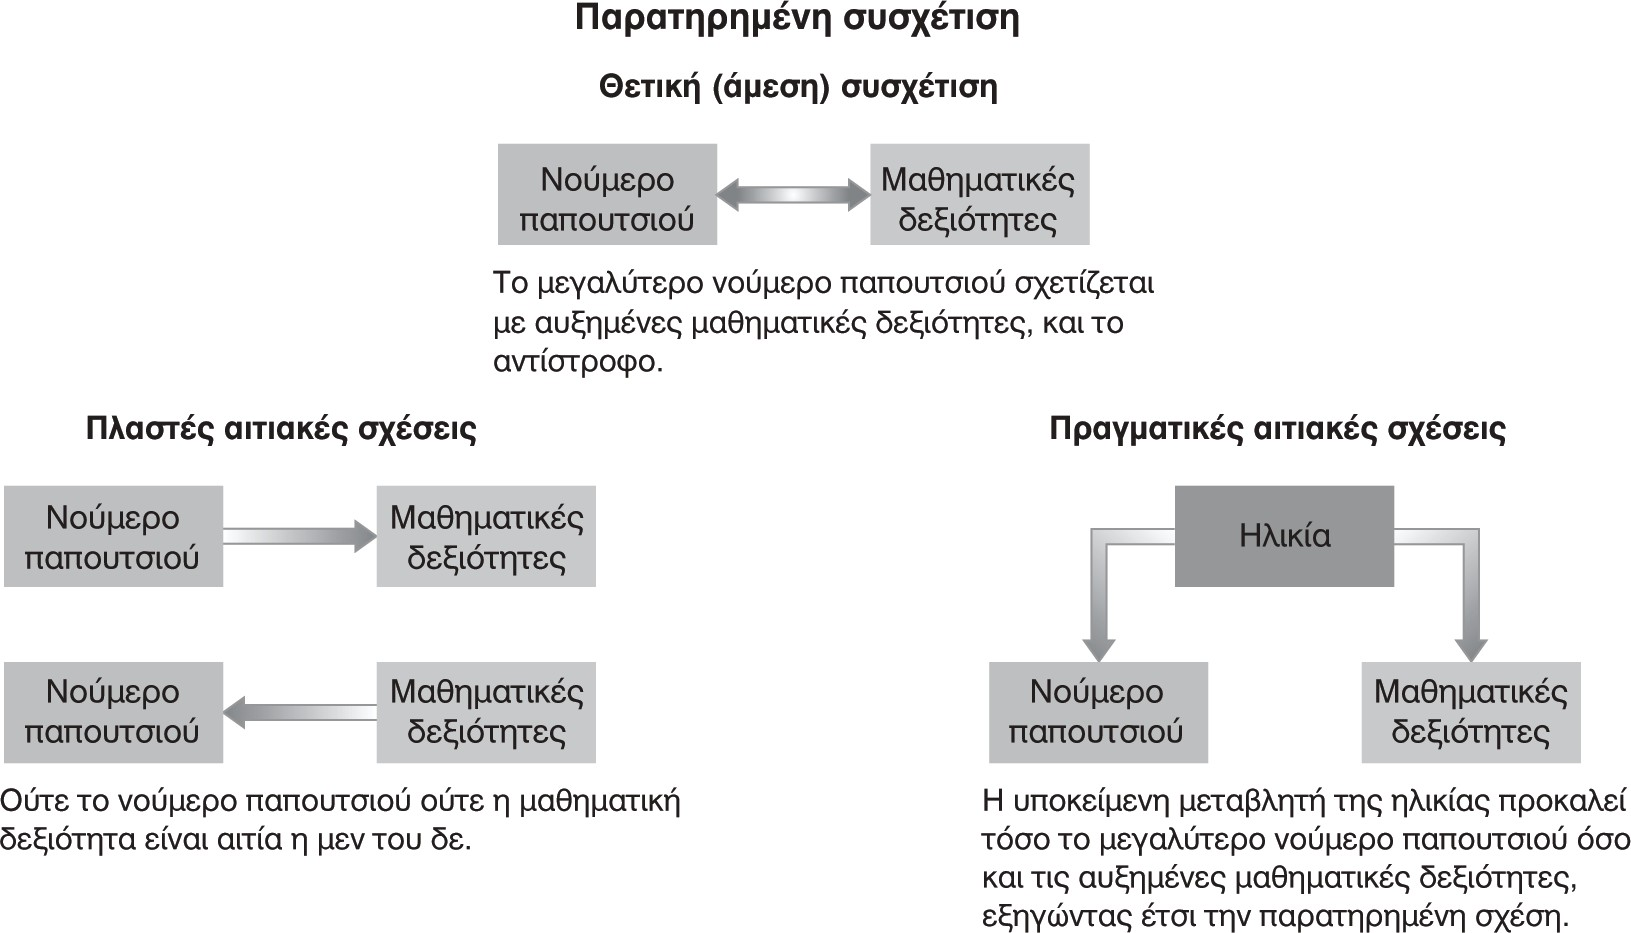 Παρατηρημένη συσχέτιση
Θετική (άμεση) συσχέτιση
Νούμερο
παπουτσιού
Μαθηματικές
δεξιότητες
Το μεγαλύτερο νούμερο παπουτσιού σχετίζεται
με αυξημένες μαθηματικές δεξιότητες, και το
αντίστροφο.
Πλαστές αιτιακές σχέσεις
Νούμερο
παπουτσιού
Μαθηματικές
δεξιότητες
Νούμερο
παπουτσιού
Μαθηματικές
δεξιότητες
Ούτε το νούμερο παπουτσιού ούτε η μαθηματική
δεξιότητα είναι αιτία η μεν του δε.
Πραγματικές αιτιακές σχέσεις
Ηλικία
Νούμερο
παπουτσιού
Μαθηματικές
δεξιότητες
Η υποκείμενη μεταβλητή της ηλικίας προκαλεί
τόσο το μεγαλύτερο νούμερο παπουτσιού όσο
και τις αυξημένες μαθηματικές δεξιότητες,
εξηγώντας έτσι την παρατηρημένη σχέση.